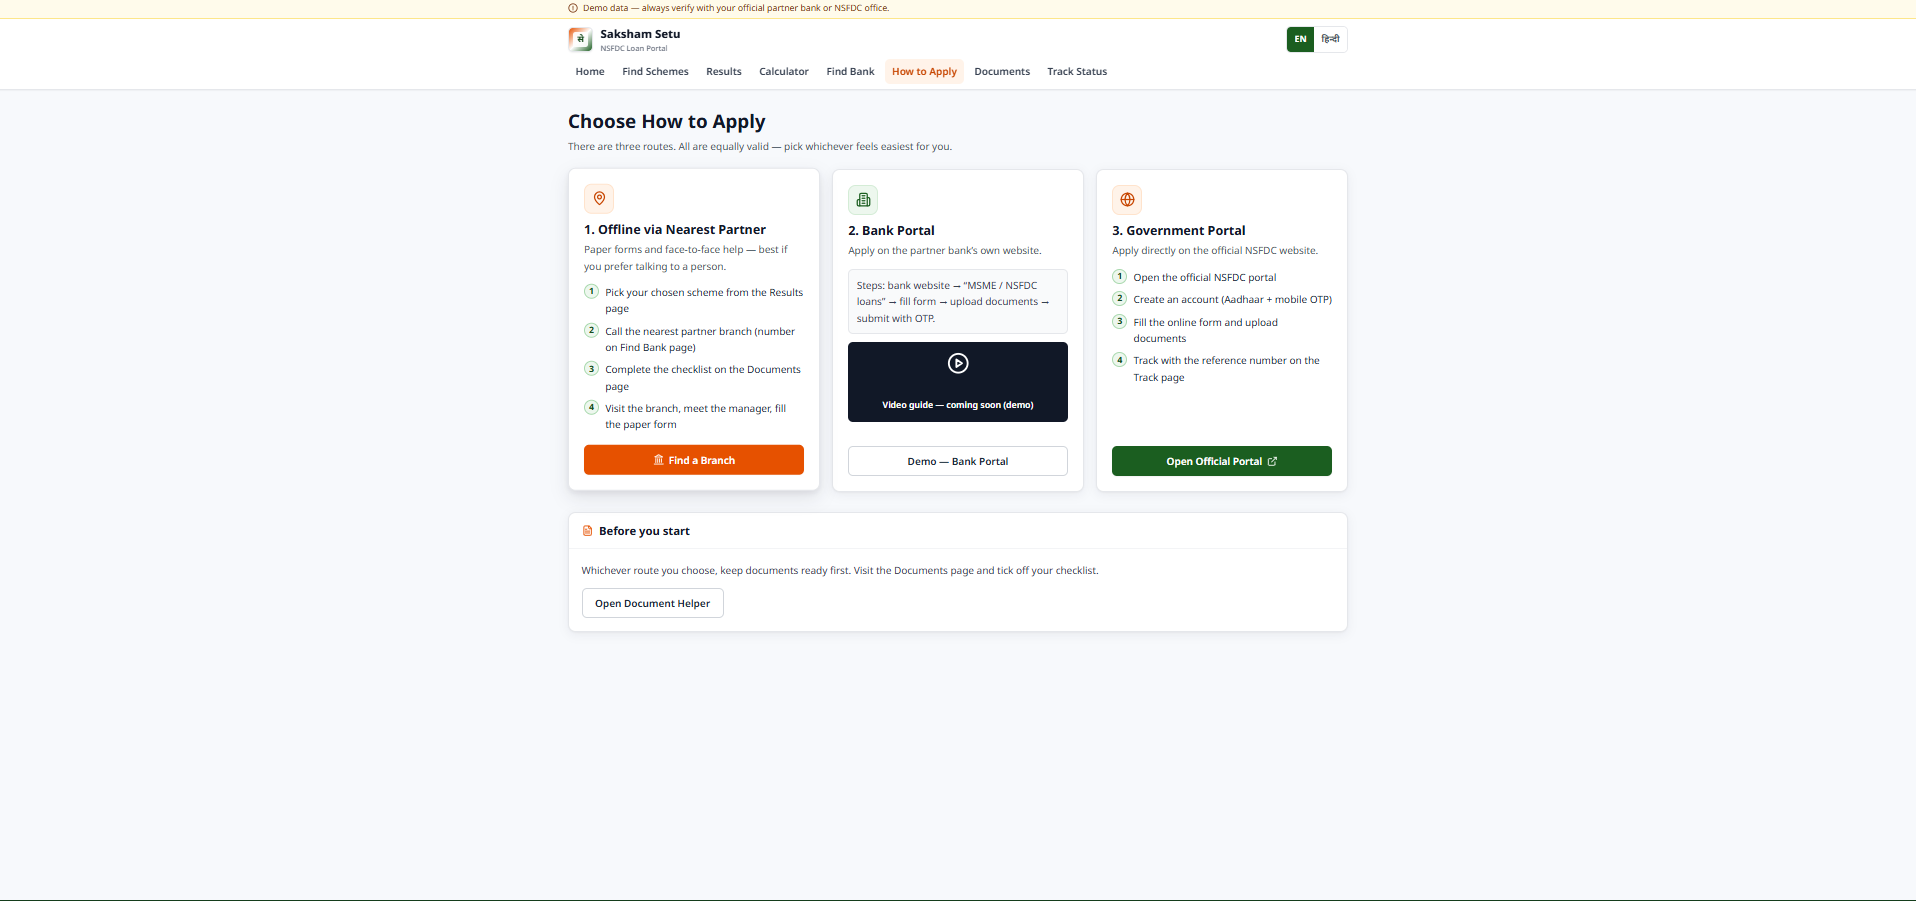 Demo data — always verify with your official partner bank or NSFDC office.
से
Saksham Setu
NSFDC Loan Portal
EN हिन्दी
Home Find Schemes Results Calculator Find Bank How to Apply Documents Track Status
Choose How to Apply
There are three routes. All are equally valid — pick whichever feels easiest for you.
1. Offline via Nearest Partner
Paper forms and face-to-face help — best if
you prefer talking to a person.
1 Pick your chosen scheme from the Results
page
2 Call the nearest partner branch (number
on Find Bank page)
3 Complete the checklist on the Documents
page
4 Visit the branch, meet the manager, fill
the paper form
Find a Branch
2. Bank Portal
Apply on the partner bank's own website.
Steps: bank website → “MSME / NSFDC
loans” → fill form → upload documents →
submit with OTP.
Video guide — coming soon (demo)
Demo — Bank Portal
3. Government Portal
Apply directly on the official NSFDC website.
1 Open the official NSFDC portal
2 Create an account (Aadhaar + mobile OTP)
3 Fill the online form and upload
documents
4 Track with the reference number on the
Track page
Open Official Portal
Before you start
Whichever route you choose, keep documents ready first. Visit the Documents page and tick off your checklist.
Open Document Helper